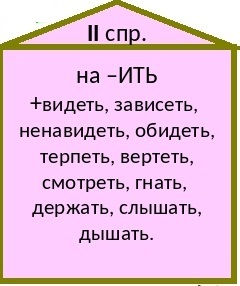 II спр.
на –ИТЬ
+видеть, зависеть,
ненавидеть, обидеть,
терпеть, вертеть,
смотреть, гнать,
держать, слышать,
дышать.